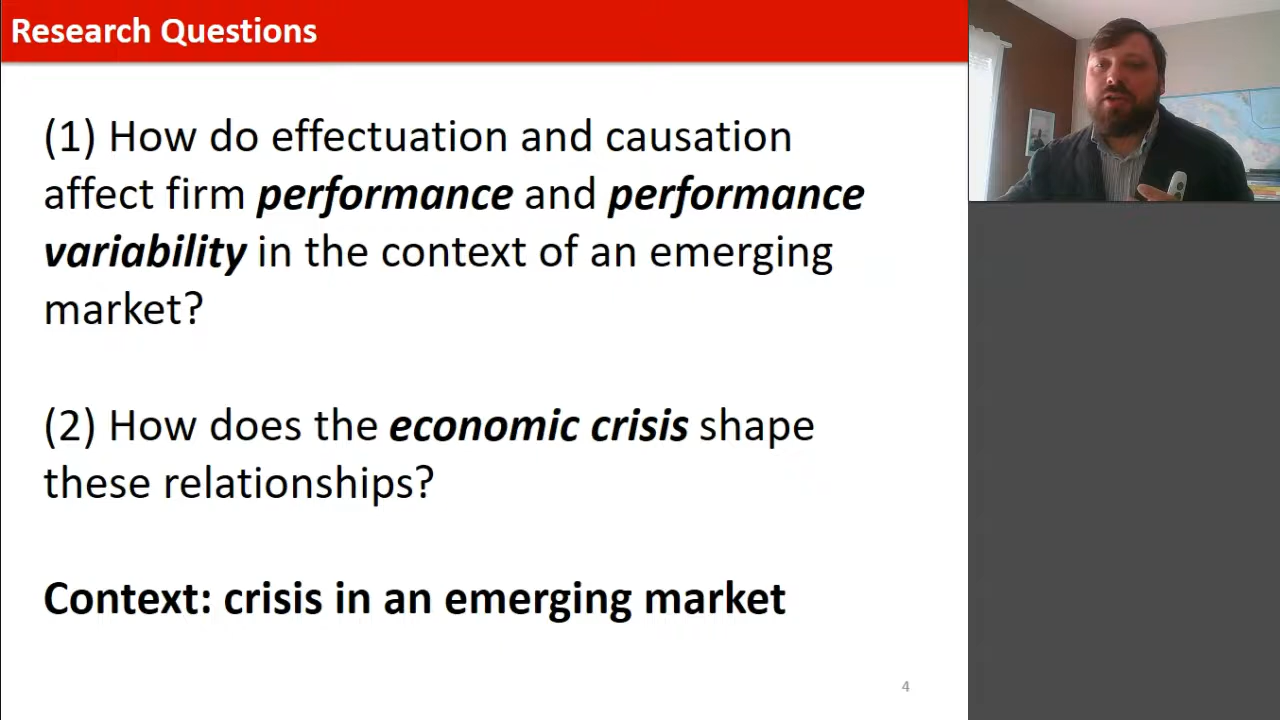 Research Questions
(1) How do effectuation and causation
affect firm performance and performance
variability in the context of an emerging
market?
(2) How does the economic crisis shape
these relationships?
Context: crisis in an emerging market
4